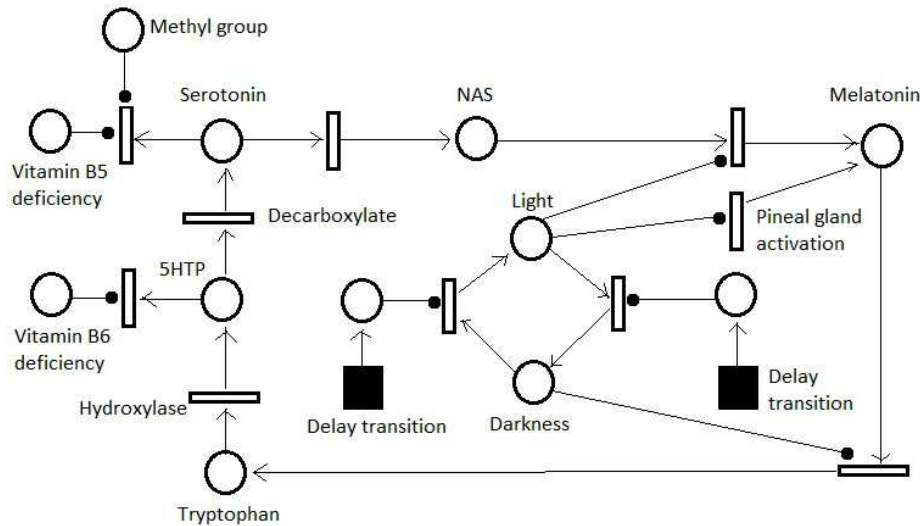 Methyl group
Serotonin
NAS
Melatonin
Vitamin B5
deficiency
Decarboxylate
Light
Pineal gland
activation
5HTP
Vitamin B6
deficiency
Hydroxylase
Delay transition
Darkness
Delay
transition
Tryptophan